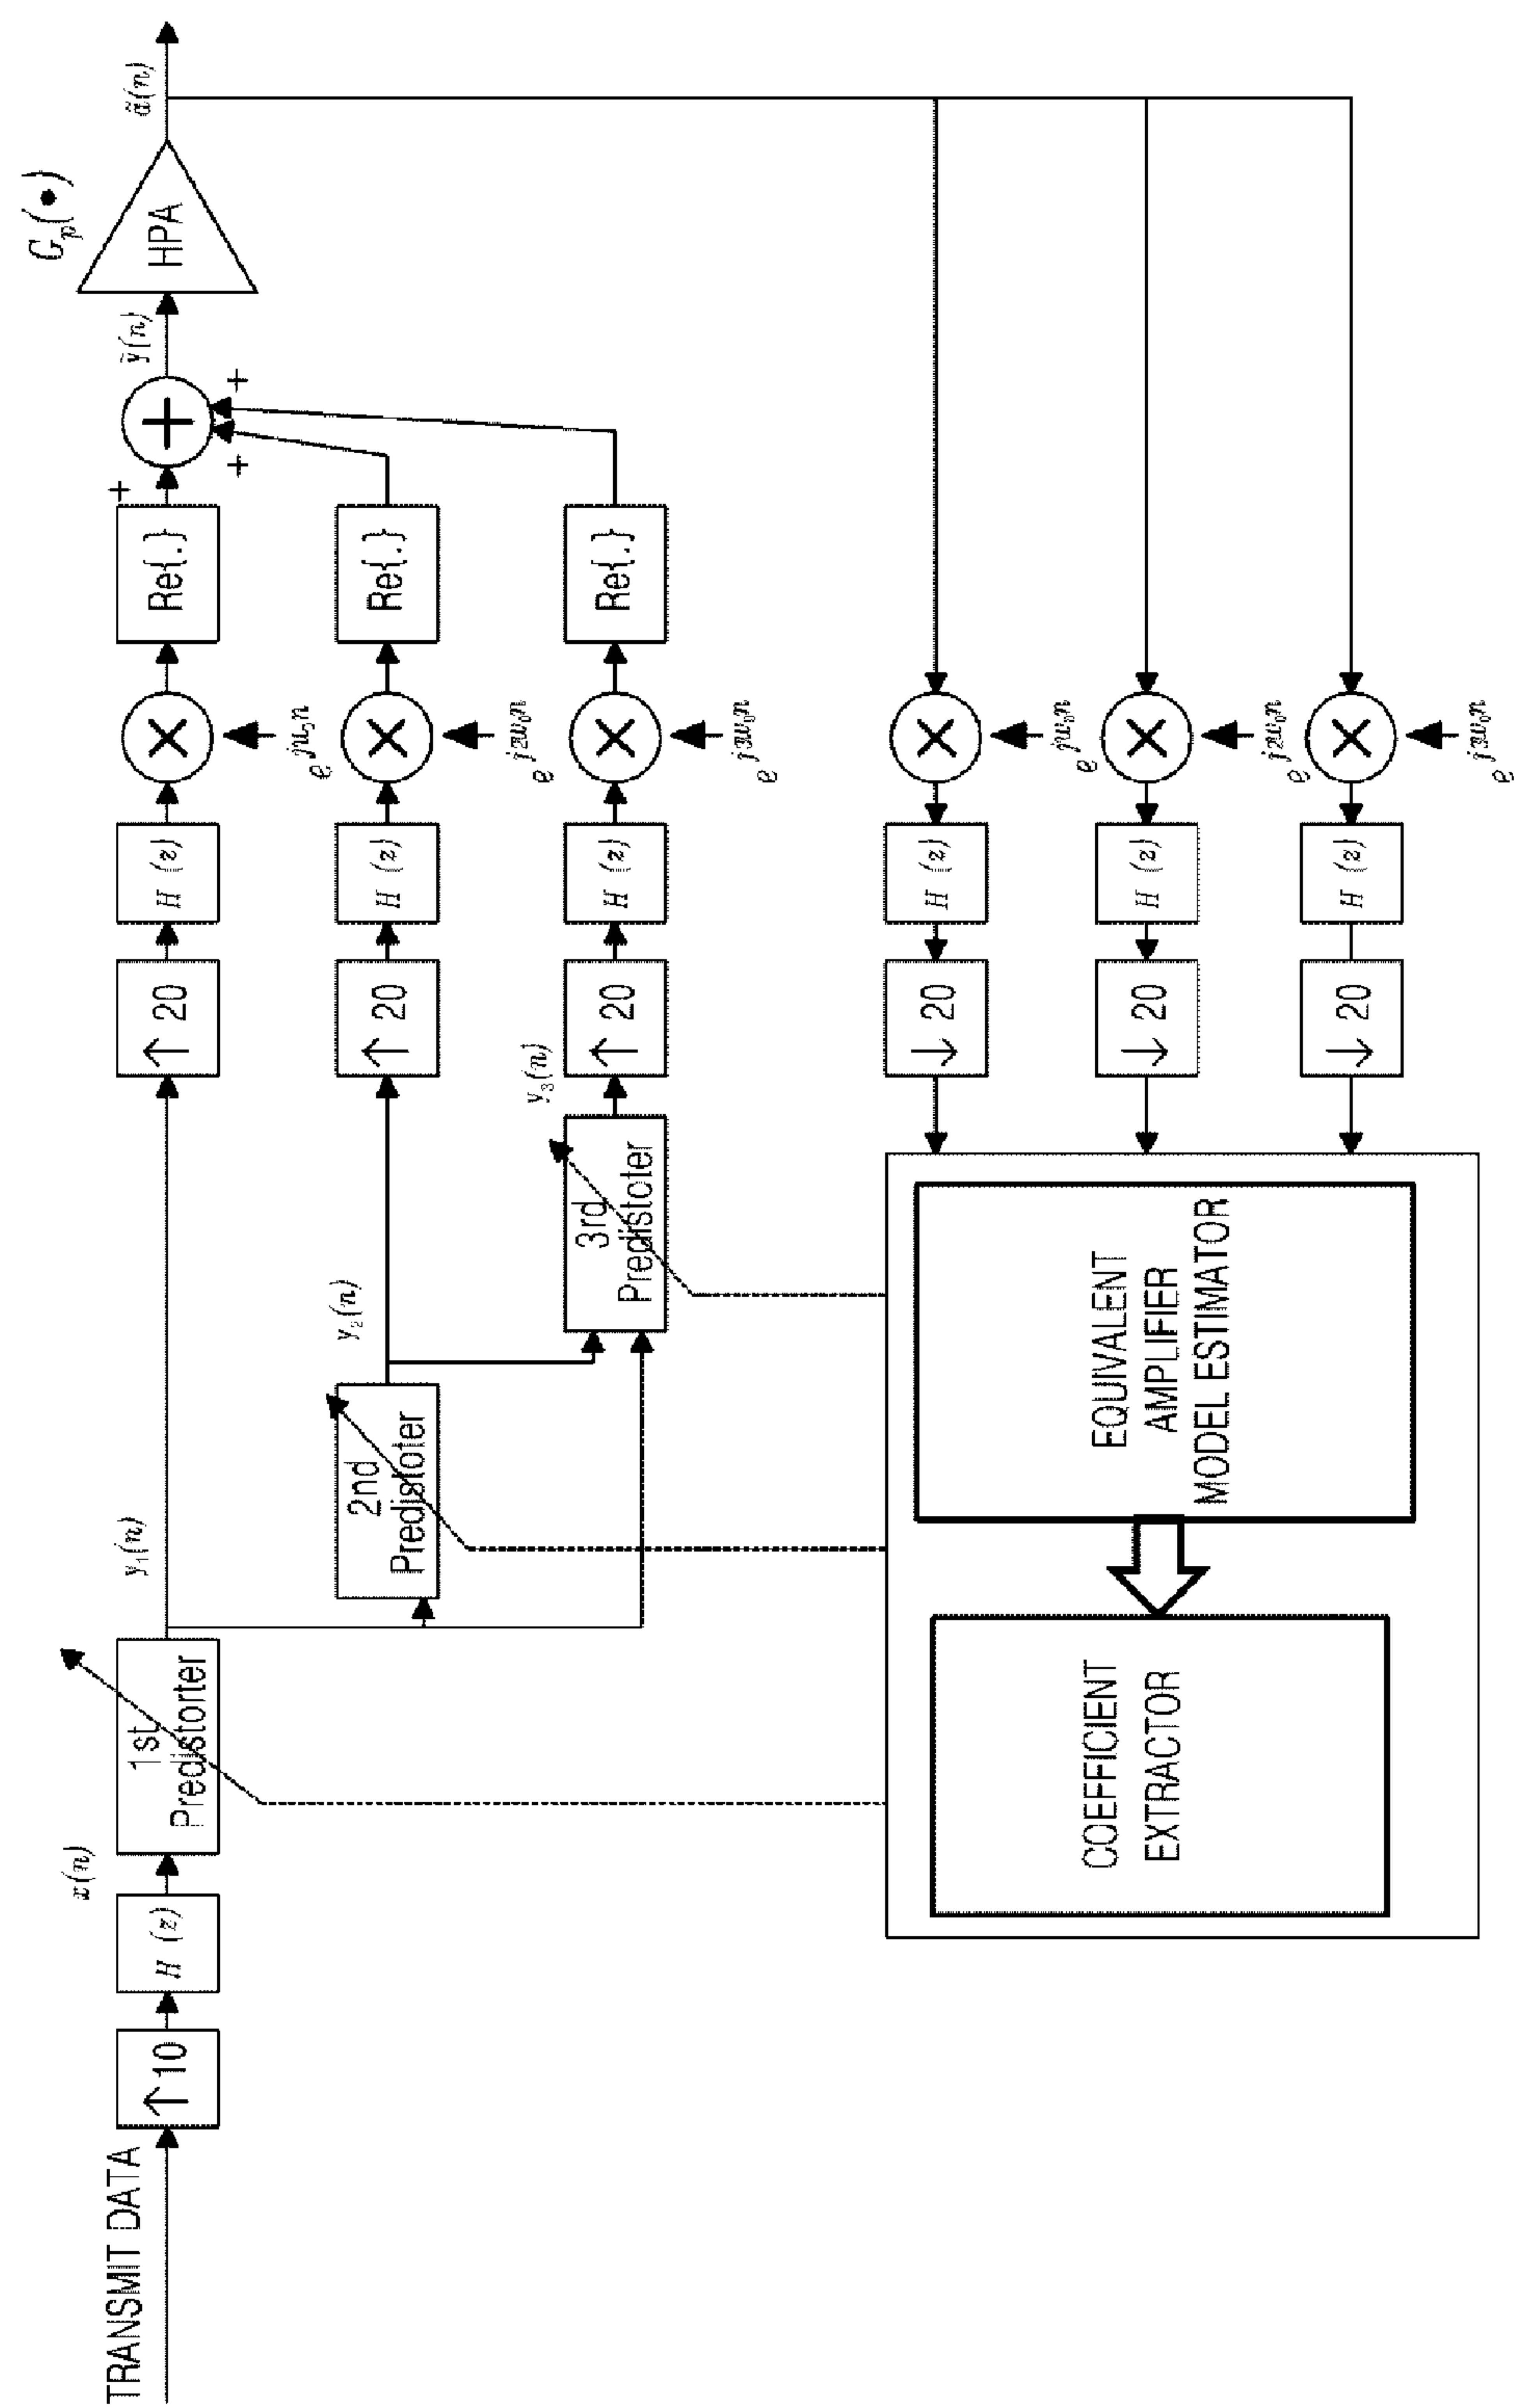 TRANSMIT DATA
↑10
H (z)
x(n)
1st
Predistorter
y₁(n)
↑ 20
H (z)
e^{jw₀n}
Re{.}
+
+
ỹ(n)
G_p(•)
HPA
ã(n)
2nd
Predistoter
y₂(n)
↑ 20
H (z)
e^{j2w₀n}
Re{.}
+
3rd
Predistoter
y₃(n)
↑ 20
H (z)
e^{j3w₀n}
Re{.}
+
COEFFICIENT
EXTRACTOR
EQUIVALENT
AMPLIFIER
MODEL ESTIMATOR
↓ 20
H (z)
e^{jw₀n}
↓ 20
H (z)
e^{j2w₀n}
↓ 20
H (z)
e^{j3w₀n}